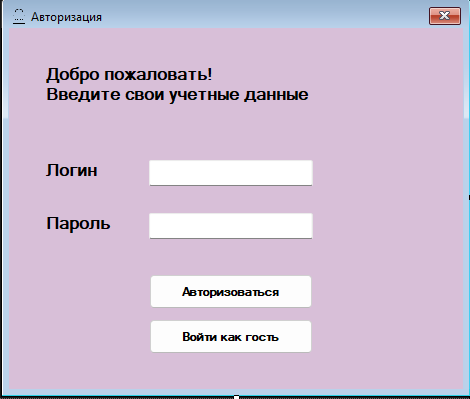 Авторизация
Добро пожаловать!
Введите свои учетные данные
Логин
Пароль
Авторизоваться
Войти как гость